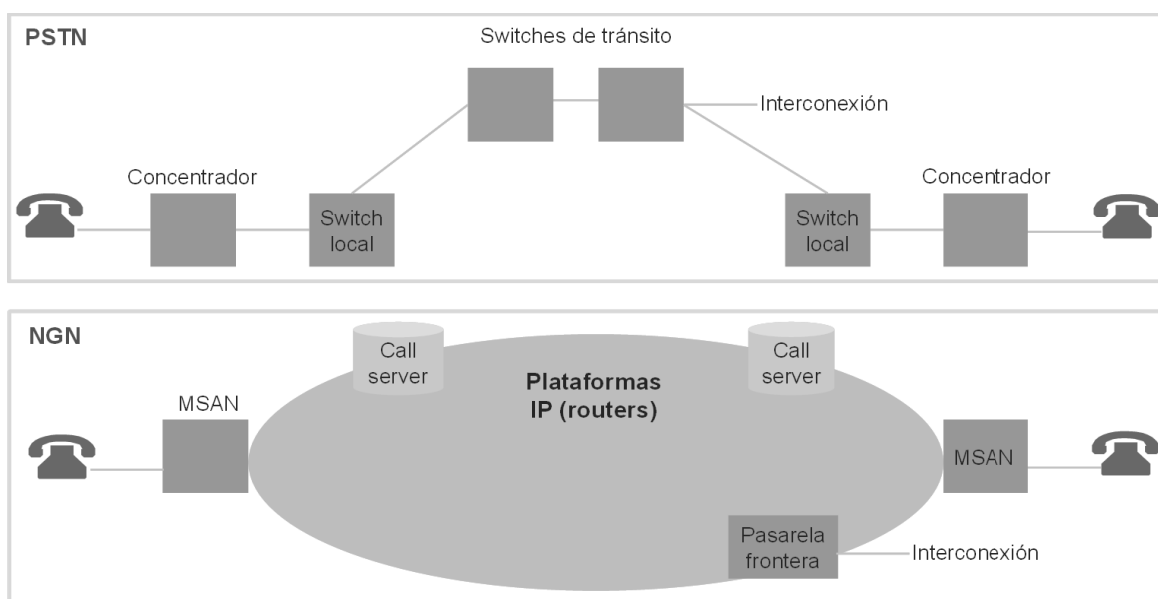 PSTN
Switches de tránsito
Interconexión
Concentrador
Concentrador
Switch
local
Switch
local
NGN
Call
server
Call
server
Plataformas
IP (routers)
MSAN
MSAN
Pasarela
frontera
Interconexión